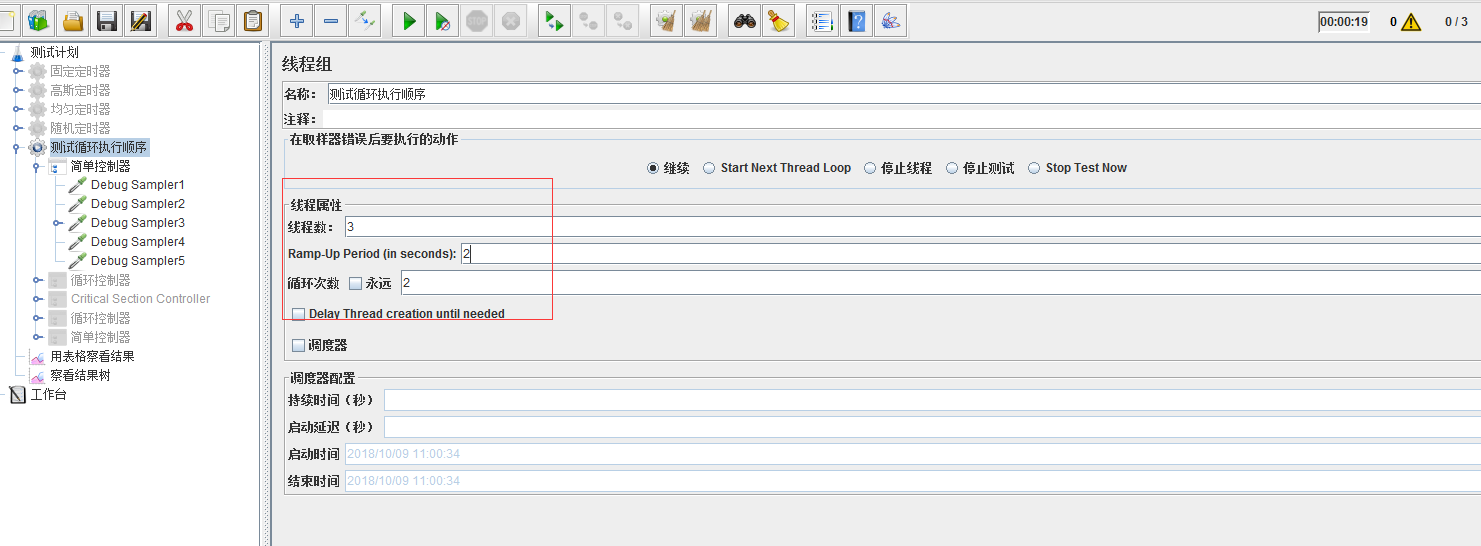 00:00:19 0 0 / 3
测试计划
固定定时器
高斯定时器
均匀定时器
随机定时器
测试循环执行顺序
简单控制器
Debug Sampler1
Debug Sampler2
Debug Sampler3
Debug Sampler4
Debug Sampler5
循环控制器
Critical Section Controller
循环控制器
简单控制器
用表格察看结果
察看结果树
工作台
线程组
名称： 测试循环执行顺序
注释：
在取样器错误后要执行的动作
继续 Start Next Thread Loop 停止线程 停止测试 Stop Test Now
线程属性
线程数： 3
Ramp-Up Period (in seconds): 2
循环次数 永远 2
Delay Thread creation until needed
调度器
调度器配置
持续时间（秒）
启动延迟（秒）
启动时间 2018/10/09 11:00:34
结束时间 2018/10/09 11:00:34